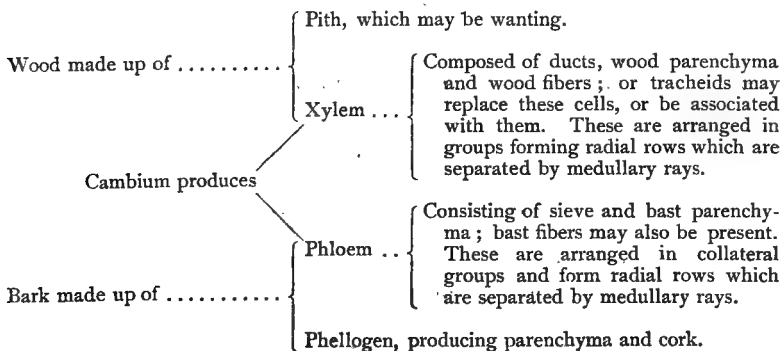 Pith, which may be wanting.
Wood made up of ..........
Xylem ...
Composed of ducts, wood parenchyma
and wood fibers; or tracheids may
replace these cells, or be associated
with them. These are arranged in
groups forming radial rows which are
separated by medullary rays.
Cambium produces
Phloem ..
Consisting of sieve and bast parenchy-
ma; bast fibers may also be present.
These are arranged in collateral
groups and form radial rows which
are separated by medullary rays.
Bark made up of ..........
Phellogen, producing parenchyma and cork.